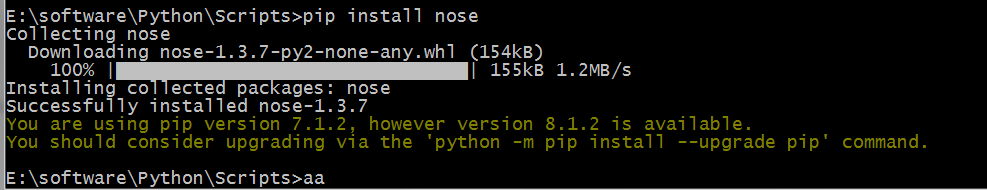 E:\software\Python\Scripts>pip install nose
Collecting nose
  Downloading nose-1.3.7-py2-none-any.whl (154kB)
    100% |████████████████████████████████| 155kB 1.2MB/s
Installing collected packages: nose
Successfully installed nose-1.3.7
You are using pip version 7.1.2, however version 8.1.2 is available.
You should consider upgrading via the 'python -m pip install --upgrade pip' command.
E:\software\Python\Scripts>aa